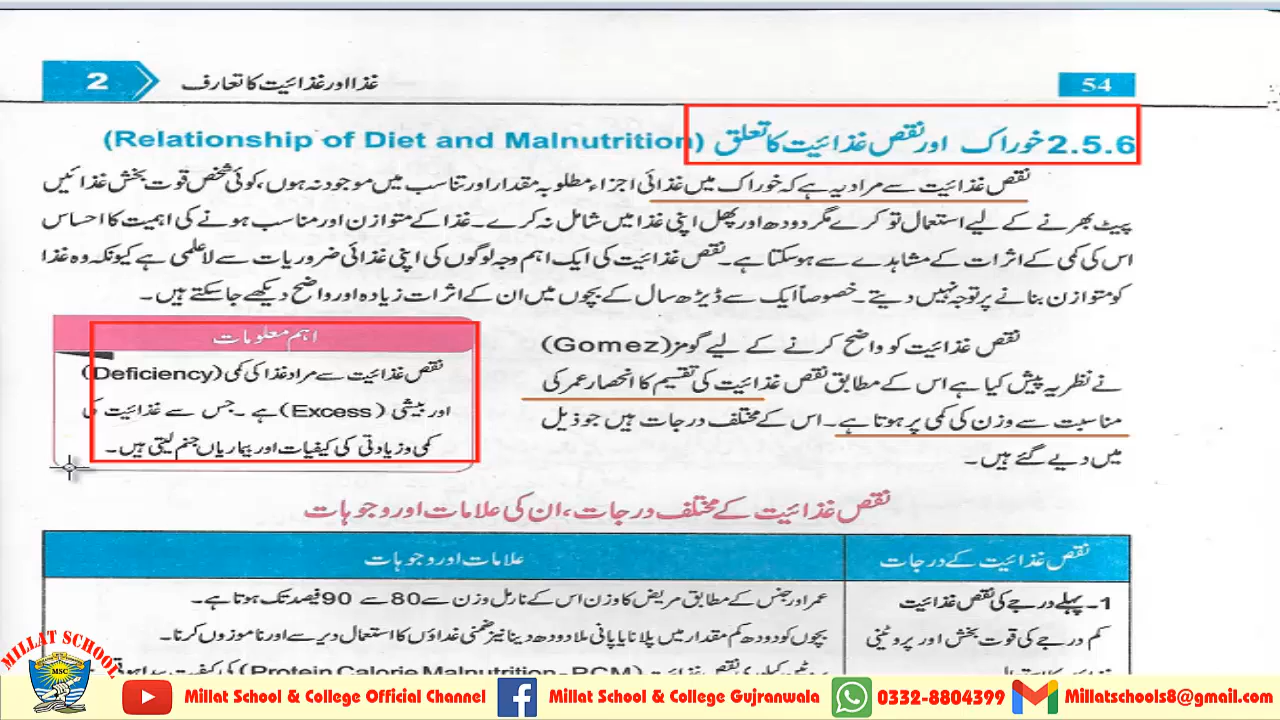 54 غذا اور غذائیت کا تعارف 2
2.5.6 خوراک اور نقص غذائیت کا تعلق (Relationship of Diet and Malnutrition)
نقص غذائیت سے مراد یہ ہے کہ خوراک میں غذائی اجزاء مطلوبہ مقدار اور تناسب میں موجود نہ ہوں، کوئی شخص قوت بخش غذائیں
پیٹ بھرنے کے لیے استعمال تو کرے مگر دودھ اور پھل اپنی غذا میں شامل نہ کرے۔ غذا کے متوازن اور مناسب ہونے کی اہمیت کا احساس
اس کی کمی کے اثرات کے مشاہدے سے ہو سکتا ہے۔ نقص غذائیت کی ایک اہم وجہ لوگوں کی اپنی غذائی ضروریات سے لاعلمی ہے کیونکہ وہ غذا
کو متوازن بنانے پر توجہ نہیں دیتے۔ خصوصاً ایک سے ڈیڑھ سال کے بچوں میں ان کے اثرات زیادہ اور واضح دیکھے جا سکتے ہیں۔
نقص غذائیت کو واضح کرنے کے لیے گومز (Gomez)
نے نظریہ پیش کیا ہے اس کے مطابق نقص غذائیت کی تقسیم کا انحصار عمر کی
مناسبت سے وزن کی کمی پر ہوتا ہے۔ اس کے مختلف درجات ہیں جو ذیل
میں دیے گئے ہیں۔
اہم معلومات
نقص غذائیت سے مراد غذا کی کمی (Deficiency)
اور بیشی (Excess) ہے۔ جس سے غذائیت کی
کمی و زیادتی کی کیفیات اور بیماریاں جنم لیتی ہیں۔
نقص غذائیت کے مختلف درجات، ان کی علامات اور وجوہات
نقص غذائیت کے درجات علامات اور وجوہات
1۔ پہلے درجے کی نقص غذائیت
کم درجے کی قوت بخش اور پروٹینی
عمر اور جنس کے مطابق مریض کا وزن اس کے نارمل وزن سے 80 سے 90 فیصد تک ہوتا ہے۔
بچوں کو دودھ کم مقدار میں پلانا یا پانی ملا دودھ دینا نیز ضمنی غذاؤں کا استعمال دیر سے اور ناموزوں کرنا۔
نقص غذائیت (Protein Calorie Malnutrition - PCM) کی
MILLAT SCHOOL
MSC
Millat School & College Official Channel
Millat School & College Gujranwala
0332-8804399
Millatschools8@gmail.com